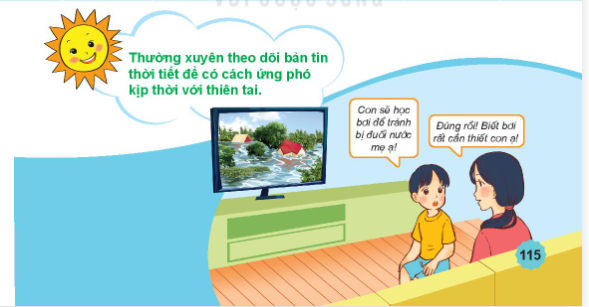 Thường xuyên theo dõi bản tin
thời tiết để có cách ứng phó
kịp thời với thiên tai.
Con sẽ học
bơi để tránh
bị đuối nước
mẹ ạ!
Đúng rồi! Biết bơi
rất cần thiết con ạ!
115